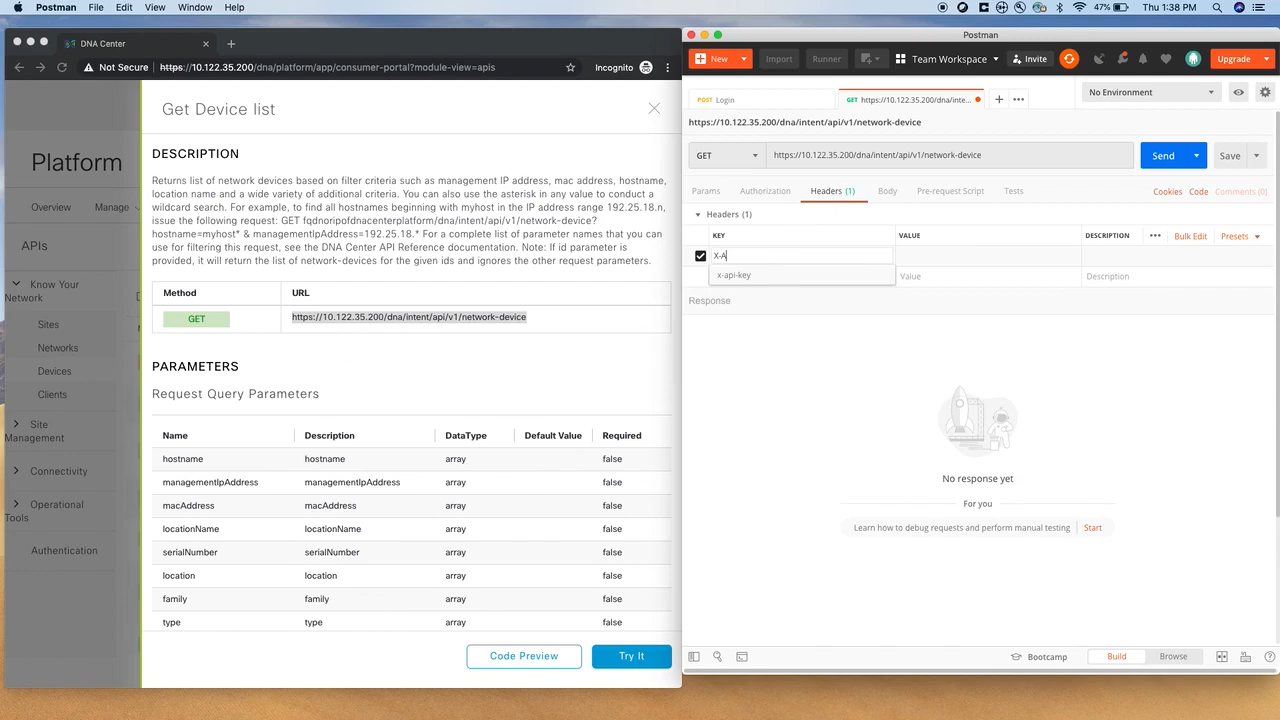 Postman File Edit View Window Help
47% Thu 1:38 PM
DNA Center
Not Secure https://10.122.35.200/dna/platform/app/consumer-portal?module-view=apis
Incognito
Platform
Overview Manage
APIs
Know Your
Network
Sites
Networks
Devices
Clients
Site
Management
Connectivity
Operational
Tools
Authentication
Get Device list
DESCRIPTION
Returns list of network devices based on filter criteria such as management IP address, mac address, hostname,
location name and a wide variety of additional criteria. You can also use the asterisk in any value to conduct a
wildcard search. For example, to find all hostnames beginning with myhost in the IP address range 192.25.18.n,
issue the following request: GET fqdnoripofdnacenterplatform/dna/intent/api/v1/network-device?
hostname=myhost* & managementIpAddress=192.25.18.* For a complete list of parameter names that you can
use for filtering this request, see the DNA Center API Reference documentation. Note: If id parameter is
provided, it will return the list of network-devices for the given ids and ignores the other request parameters.
Method URL
GET https://10.122.35.200/dna/intent/api/v1/network-device
PARAMETERS
Request Query Parameters
Name Description DataType Default Value Required
hostname hostname array false
managementIpAddress managementIpAddress array false
macAddress macAddress array false
locationName locationName array false
serialNumber serialNumber array false
location location array false
family family array false
type type array false
Code Preview Try It
Postman
New Import Runner Team Workspace Invite Upgrade
POST Login GET https://10.122.35.200/dna/inte...
No Environment
https://10.122.35.200/dna/intent/api/v1/network-device
GET https://10.122.35.200/dna/intent/api/v1/network-device Send Save
Params Authorization Headers (1) Body Pre-request Script Tests Cookies Code Comments (0)
Headers (1)
KEY VALUE DESCRIPTION Bulk Edit Presets
X-A
x-api-key
Value Description
Response
No response yet
For you
Learn how to debug requests and perform manual testing Start
Bootcamp Build Browse